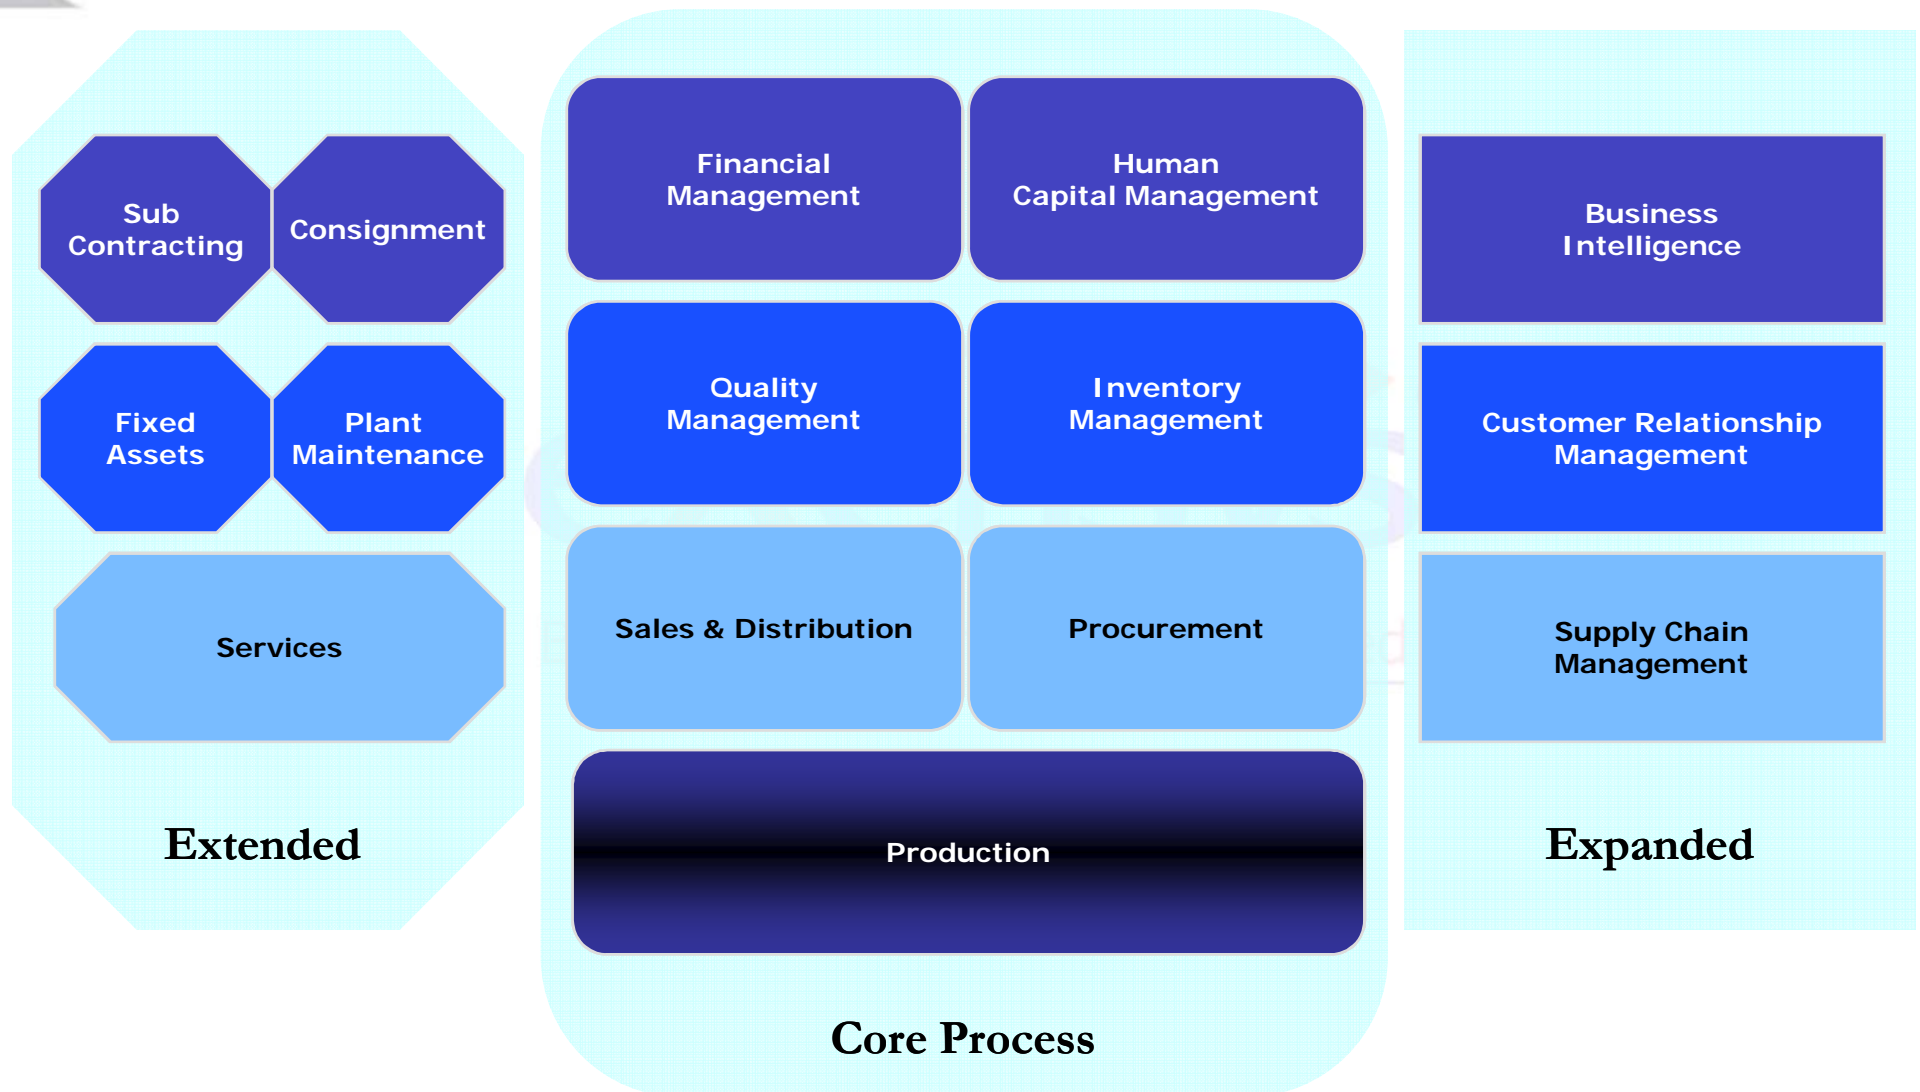 Sub
Contracting
Consignment
Fixed
Assets
Plant
Maintenance
Services
Extended
Financial
Management
Human
Capital Management
Quality
Management
Inventory
Management
Sales & Distribution
Procurement
Production
Core Process
Business
Intelligence
Customer Relationship
Management
Supply Chain
Management
Expanded